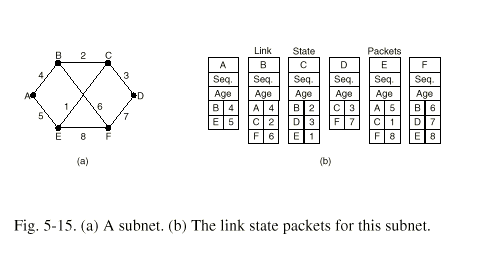 Link State Packets
B 2 C
A B C D E F
4 3
Seq. Seq. Seq. Seq. Seq. Seq.
A D
Age Age Age Age Age Age
1 6
B 4 A 4 B 2 C 3 A 5 B 6
5 7
E 5 C 2 D 3 F 7 C 1 D 7
E 8 F
F 6 E 1 F 8 E 8
(a) (b)
Fig. 5-15. (a) A subnet. (b) The link state packets for this subnet.